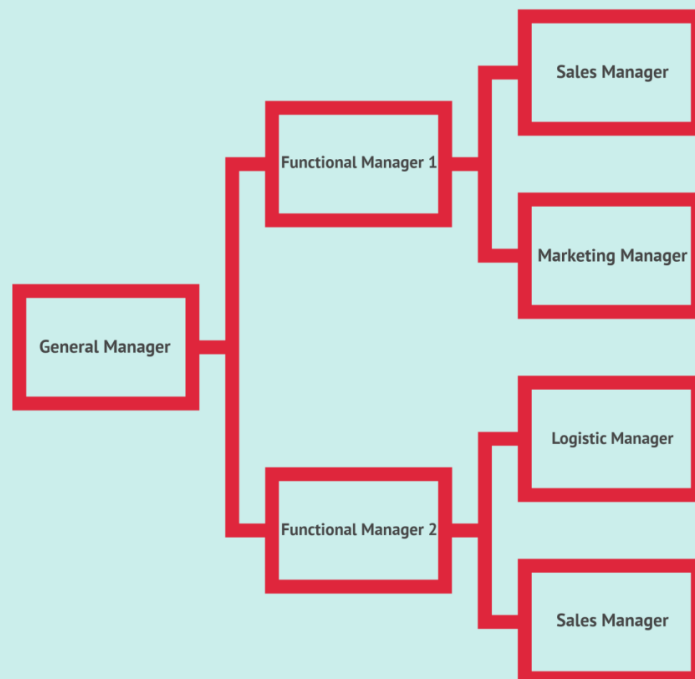 General Manager
Functional Manager 1
Sales Manager
Marketing Manager
Functional Manager 2
Logistic Manager
Sales Manager